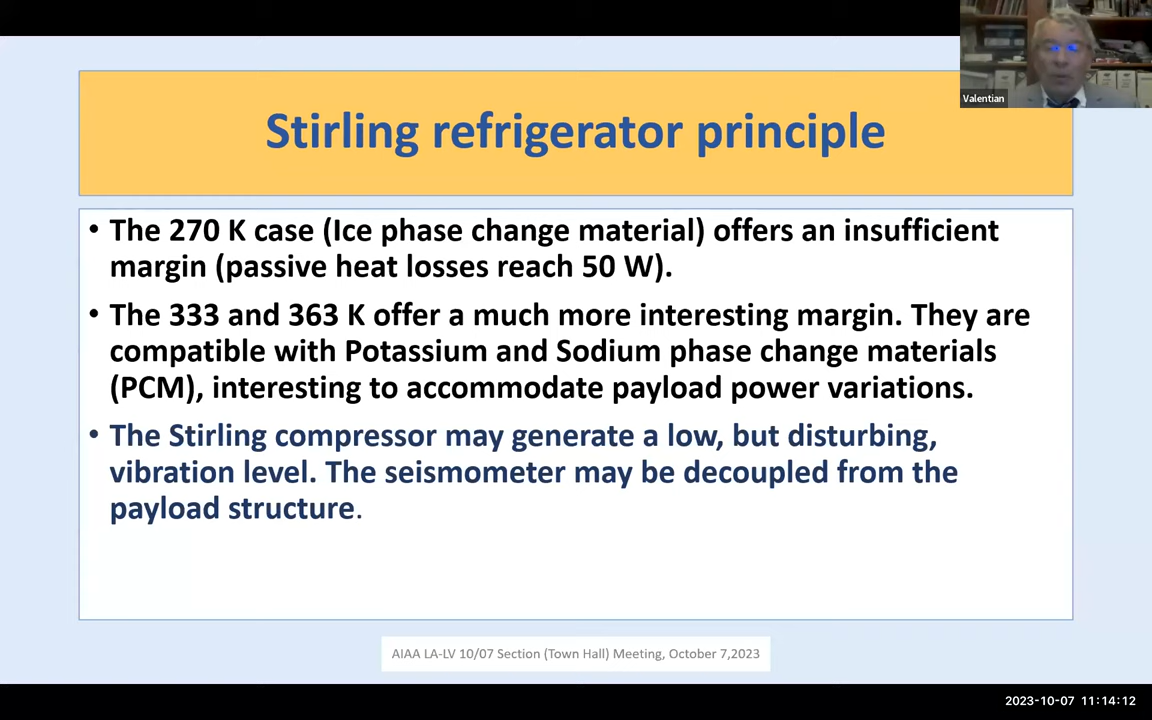 Valentian
Stirling refrigerator principle
• The 270 K case (Ice phase change material) offers an insufficient
margin (passive heat losses reach 50 W).
• The 333 and 363 K offer a much more interesting margin. They are
compatible with Potassium and Sodium phase change materials
(PCM), interesting to accommodate payload power variations.
• The Stirling compressor may generate a low, but disturbing,
vibration level. The seismometer may be decoupled from the
payload structure.
AIAA LA-LV 10/07 Section (Town Hall) Meeting, October 7,2023
2023-10-07 11:14:12